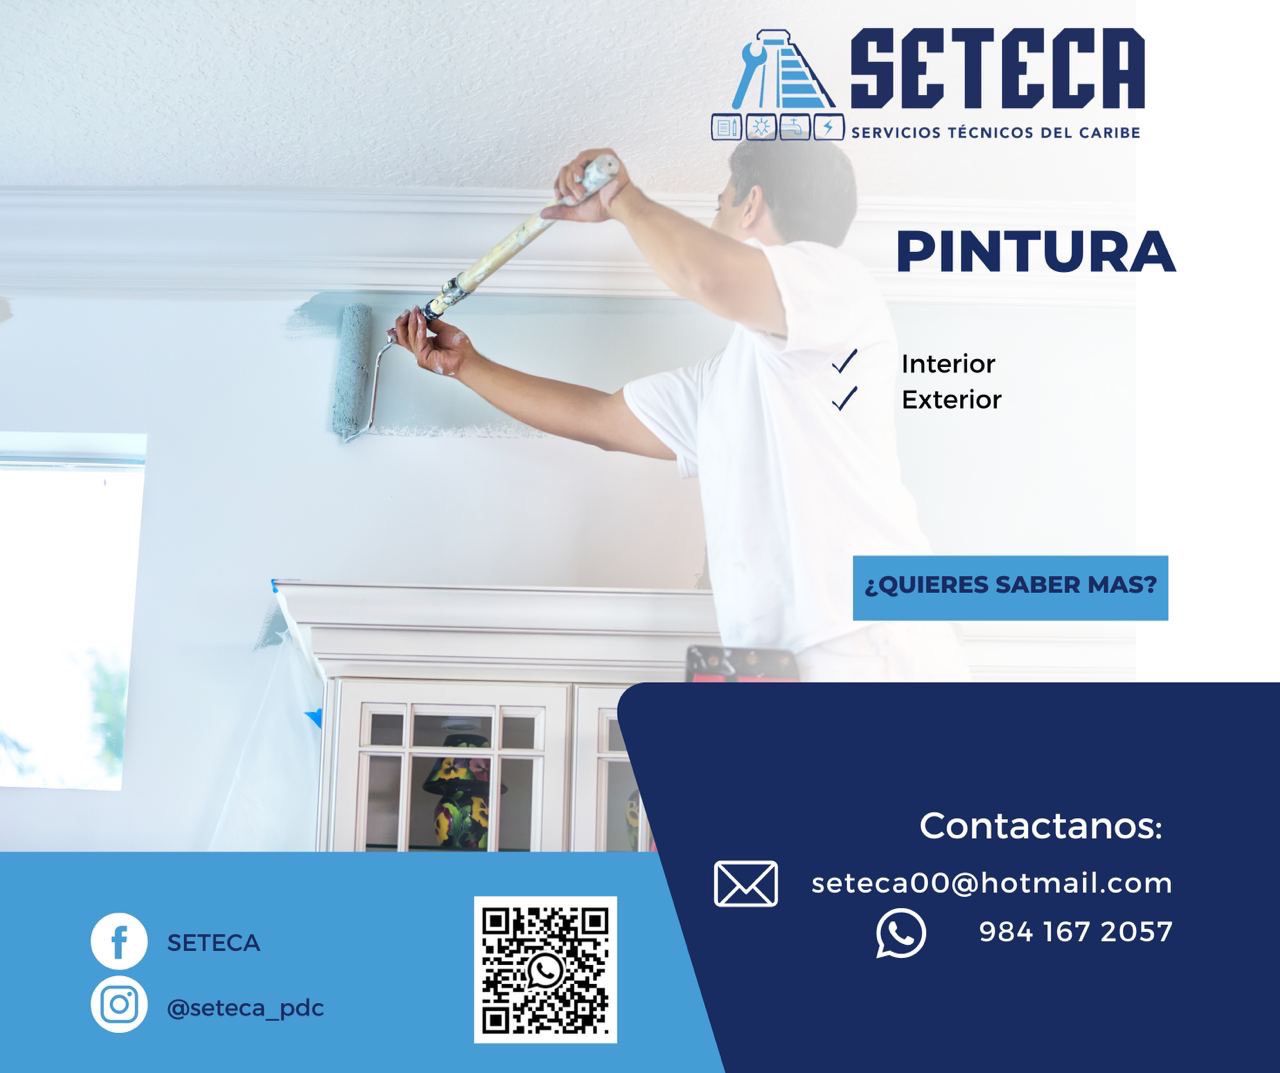 SETECA
SERVICIOS TÉCNICOS DEL CARIBE
PINTURA
Interior
Exterior
¿QUIERES SABER MAS?
Contactanos:
seteca00@hotmail.com
984 167 2057
SETECA
@seteca_pdc